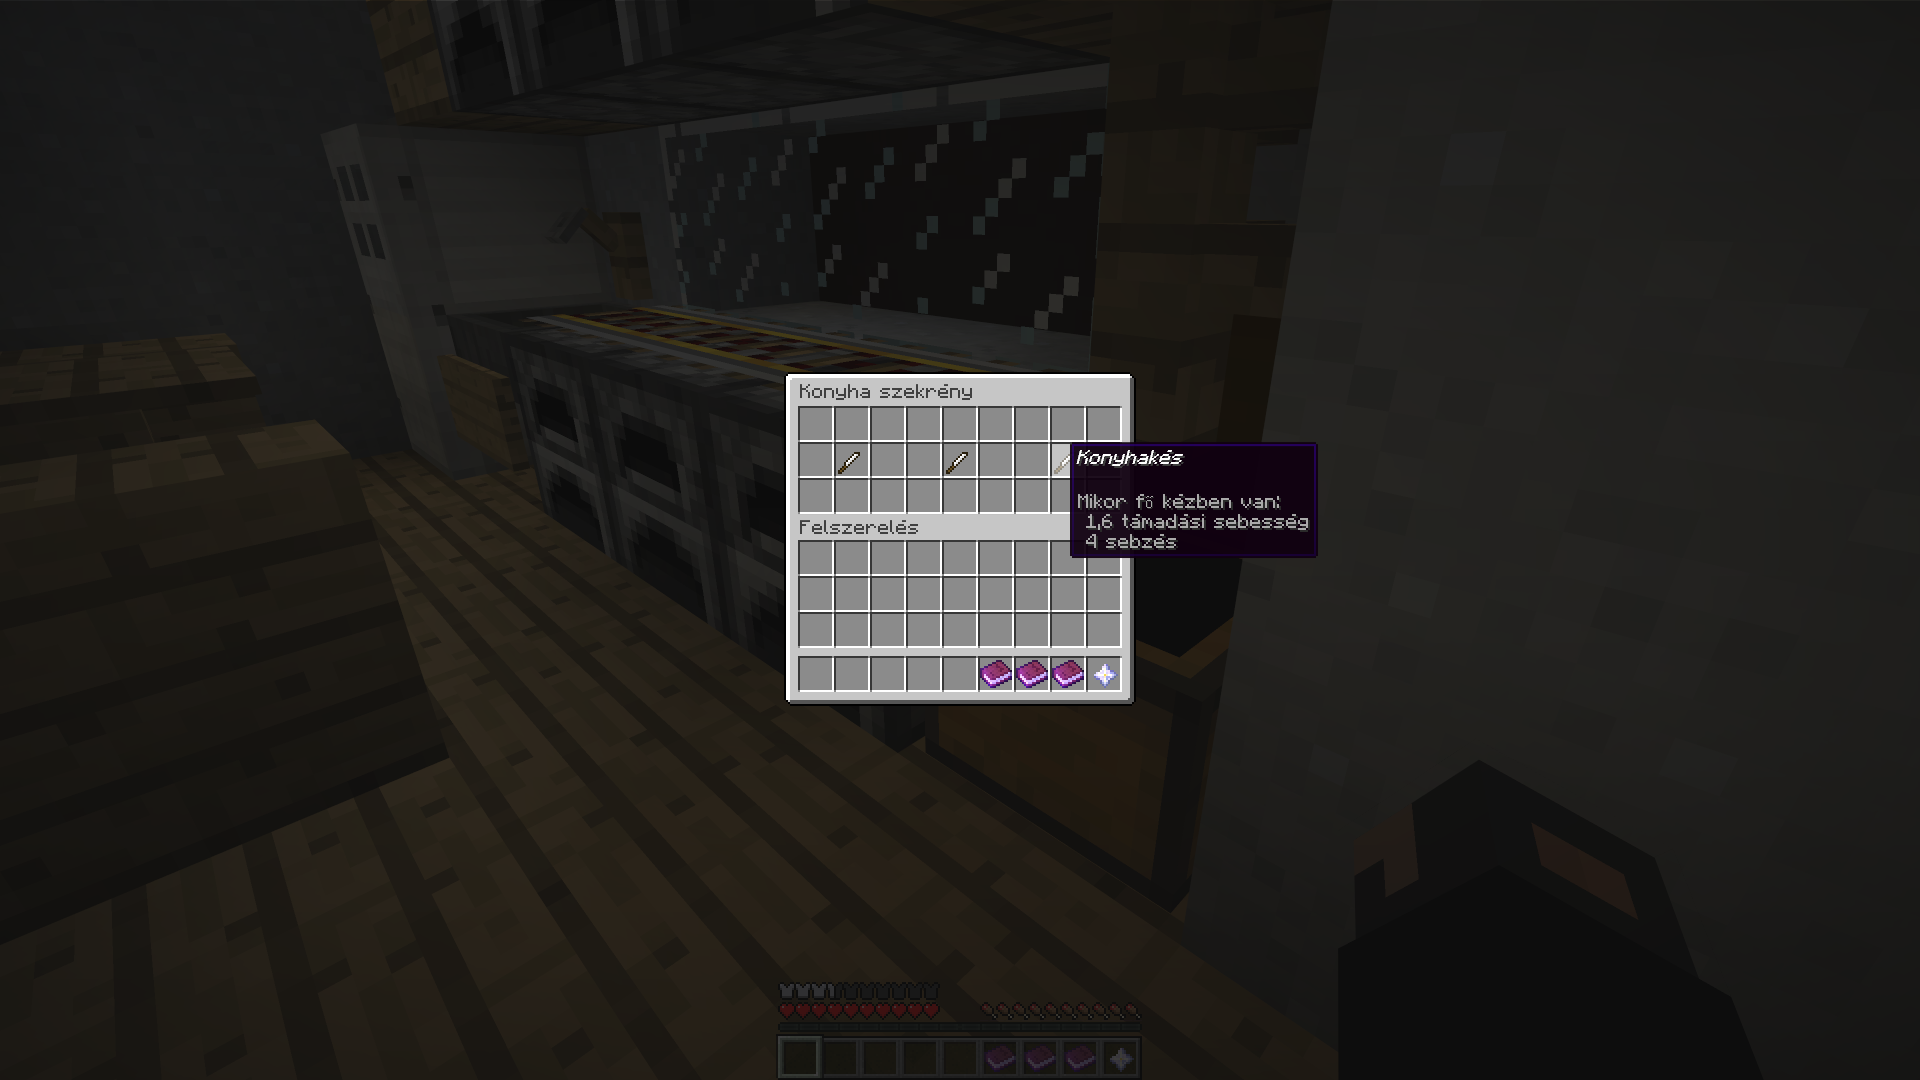 Konyha szekrény
Konyhakés
Mikor fő kézben van:
1,6 támadási sebesség
4 sebzés
Felszerelés